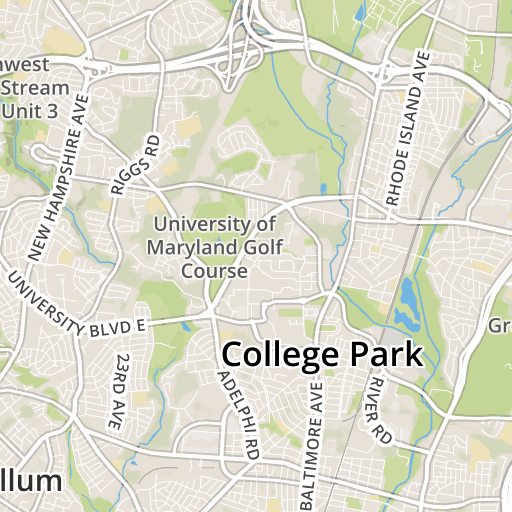 nwest
Stream
Unit 3
NEW HAMPSHIRE AVE
RIGGS RD
RHODE ISLAND AVE
University of
Maryland Golf
Course
UNIVERSITY BLVD E
Gr
College Park
23RD AVE
ADELPHI RD
BALTIMORE AVE
RIVER RD
llum